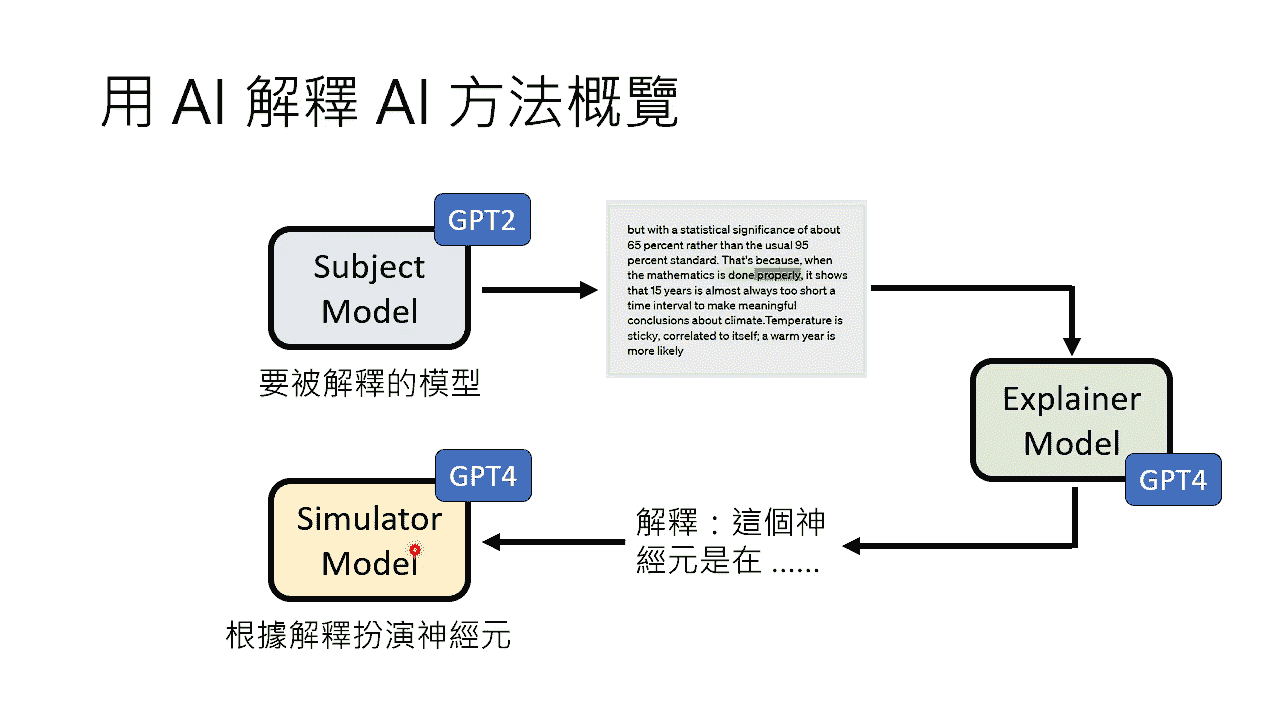 用 AI 解釋 AI 方法概覽
GPT2
Subject
Model
要被解釋的模型
but with a statistical significance of about
65 percent rather than the usual 95
percent standard. That's because, when
the mathematics is done properly, it shows
that 15 years is almost always too short a
time interval to make meaningful
conclusions about climate.Temperature is
sticky, correlated to itself; a warm year is
more likely
Explainer
Model
GPT4
解釋：這個神
經元是在 ......
GPT4
Simulator
Model
根據解釋扮演神經元